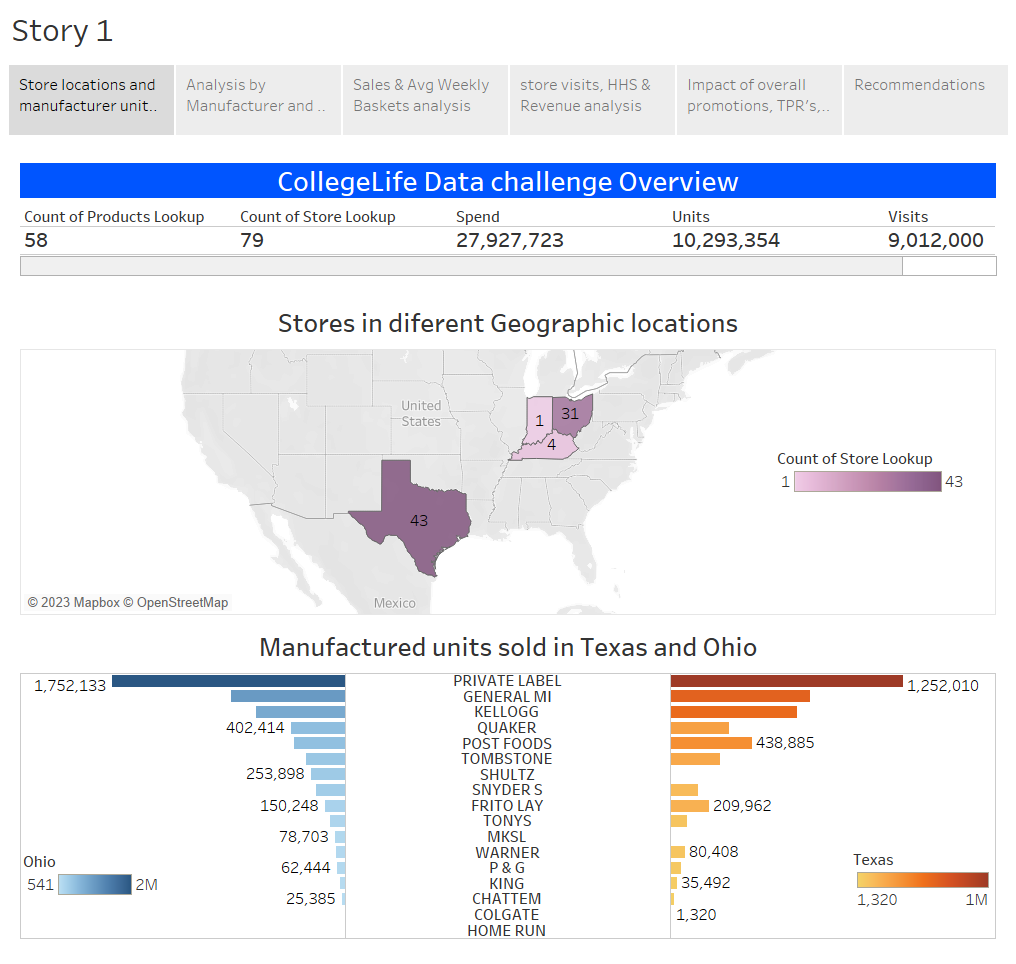 Story 1
Store locations and
manufacturer unit..
Analysis by
Manufacturer and ..
Sales & Avg Weekly
Baskets analysis
store visits, HHS &
Revenue analysis
Impact of overall
promotions, TPR's,..
Recommendations
CollegeLife Data challenge Overview
Count of Products Lookup Count of Store Lookup Spend Units Visits
58 79 27,927,723 10,293,354 9,012,000
Stores in diferent Geographic locations
United
States
1
31
4
43
Mexico
Count of Store Lookup
1 43
© 2023 Mapbox © OpenStreetMap
Manufactured units sold in Texas and Ohio
1,752,133 PRIVATE LABEL 1,252,010
GENERAL MI
KELLOGG
402,414 QUAKER
POST FOODS 438,885
TOMBSTONE
253,898 SHULTZ
SNYDER S
150,248 FRITO LAY 209,962
TONYS
78,703 MKSL
WARNER 80,408
62,444 P & G
KING 35,492
25,385 CHATTEM
COLGATE 1,320
HOME RUN
Ohio
541 2M
Texas
1,320 1M